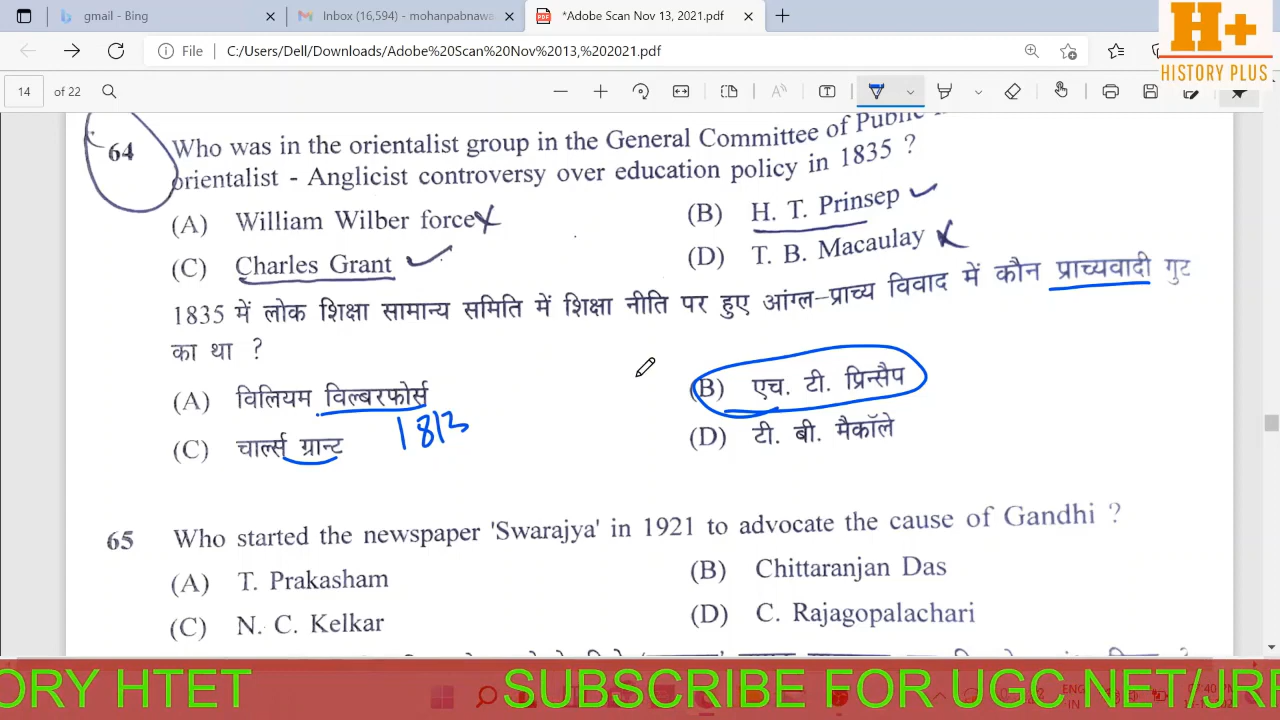 gmail - Bing
Inbox (16,594) - mohanpabnawa
*Adobe Scan Nov 13, 2021.pdf
File
C:/Users/Dell/Downloads/Adobe%20Scan%20Nov%2013,%202021.pdf
H+
HISTORY PLUS
14 of 22
64 Who was in the orientalist group in the General Committee of Public
orientalist - Anglicist controversy over education policy in 1835 ?
(A) William Wilber force (B) H. T. Prinsep
(C) Charles Grant (D) T. B. Macaulay
1835 में लोक शिक्षा सामान्य समिति में शिक्षा नीति पर हुए आंग्ल-प्राच्य विवाद में कौन प्राच्यवादी गुट
का था ?
(A) विलियम विल्बरफोर्स (B) एच. टी. प्रिन्सैप
1813
(C) चार्ल्स ग्रान्ट (D) टी. बी. मैकॉले
65 Who started the newspaper 'Swarajya' in 1921 to advocate the cause of Gandhi ?
(A) T. Prakasham (B) Chittaranjan Das
(C) N. C. Kelkar (D) C. Rajagopalachari
ORY HTET SUBSCRIBE FOR UGC NET/JRF
ENG
IN